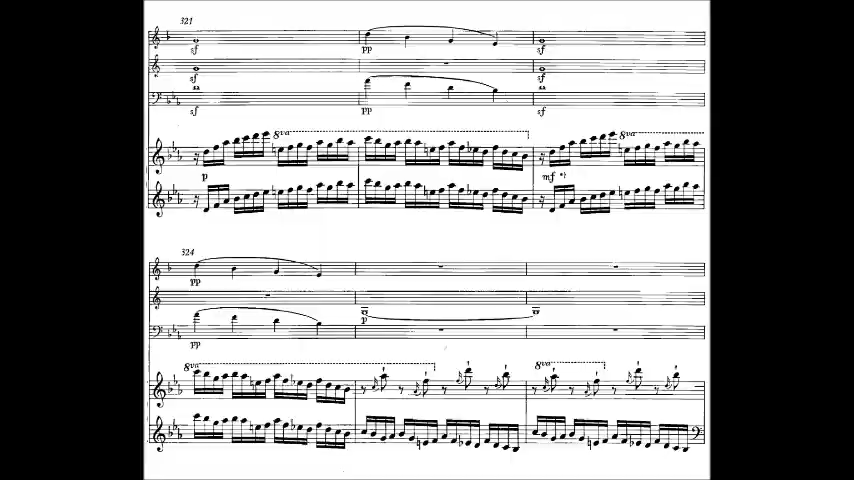 321
sf pp sf
sf sf
sf pp sf
8va 8va
p mf
324
pp
p
pp
8va 8va